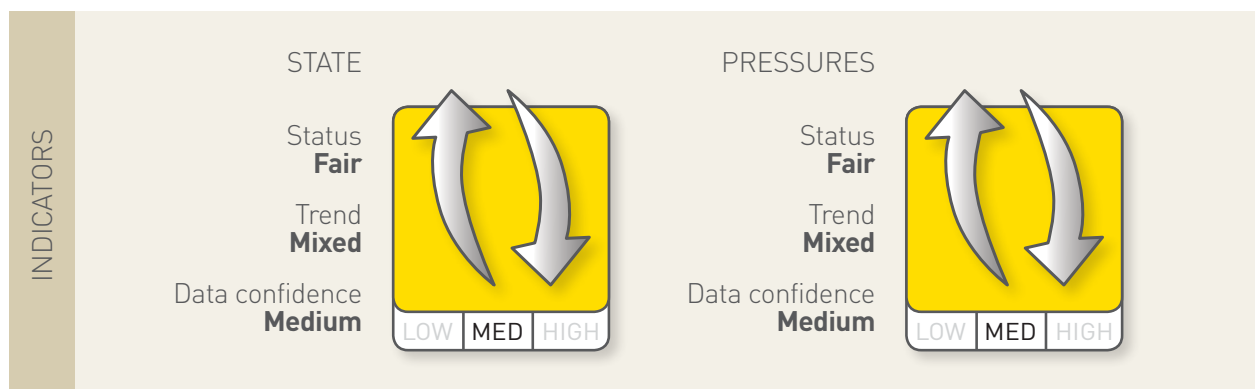 INDICATORS
STATE
Status
Fair
Trend
Mixed
Data confidence
Medium
LOW MED HIGH
PRESSURES
Status
Fair
Trend
Mixed
Data confidence
Medium
LOW MED HIGH